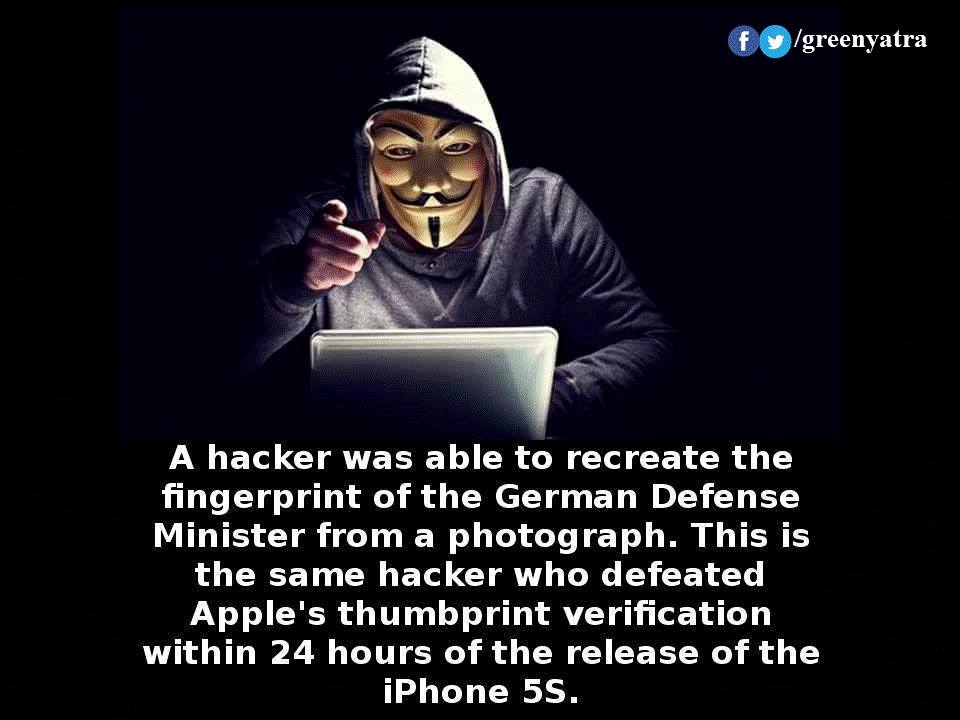 /greenyatra
A hacker was able to recreate the
fingerprint of the German Defense
Minister from a photograph. This is
the same hacker who defeated
Apple's thumbprint verification
within 24 hours of the release of the
iPhone 5S.